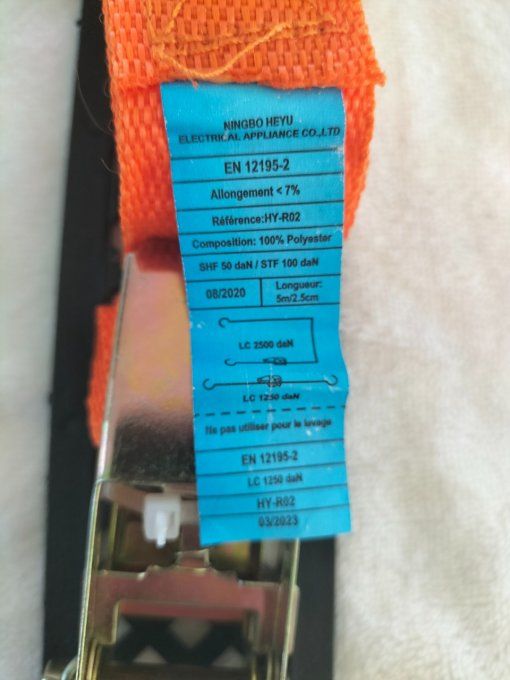 NINGBO HEYU
ELECTRICAL APPLIANCE CO.,LTD
EN 12195-2
Allongement < 7%
Référence:HY-R02
Composition: 100% Polyester
SHF 50 daN / STF 100 daN
08/2020
Longueur:
5m/2.5cm
LC 2500 daN
LC 1250 daN
Ne pas utiliser pour le lavage
EN 12195-2
LC 1250 daN
HY-R02
03/2023